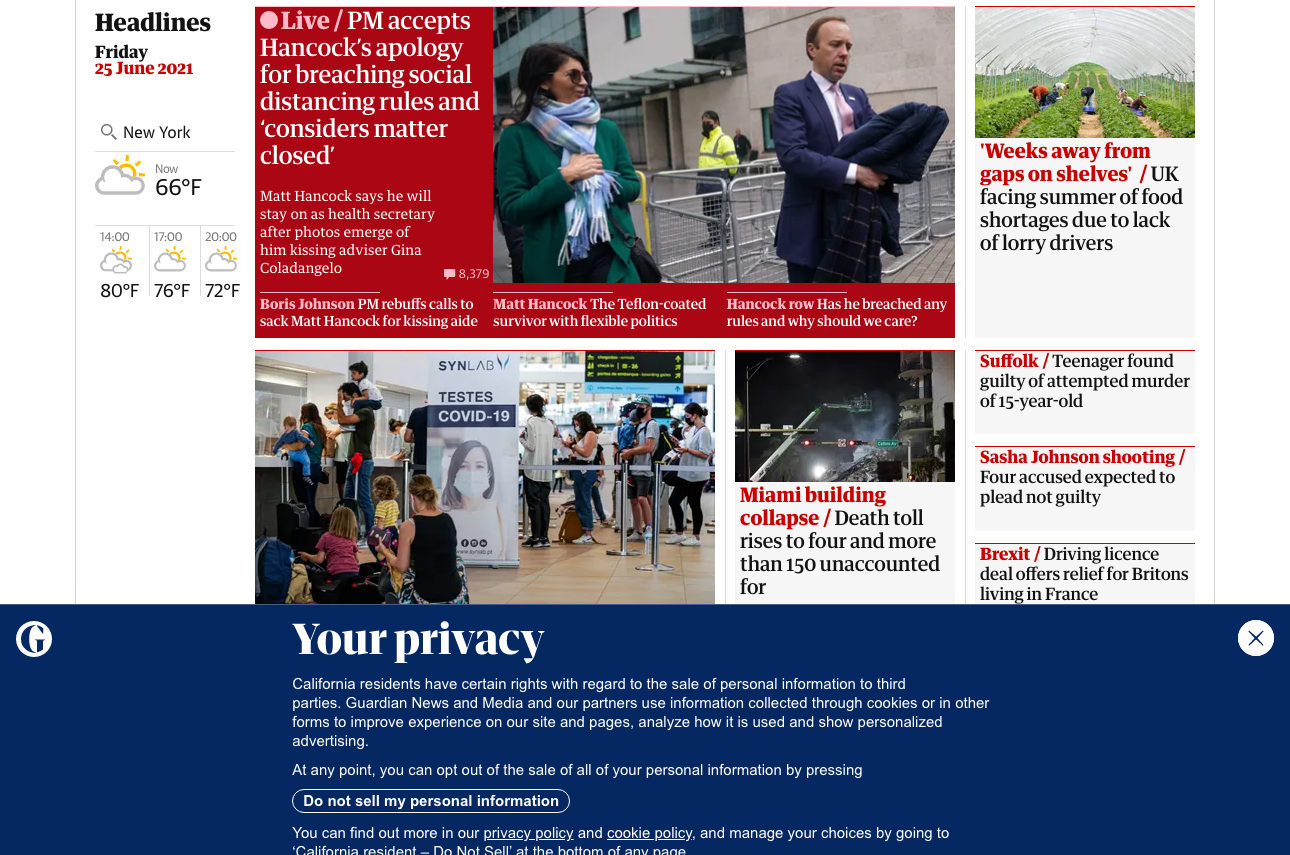 Headlines
Friday
25 June 2021
New York
Now
66°F
14:00
17:00
20:00
80°F
76°F
72°F
Live / PM accepts
Hancock’s apology
for breaching social
distancing rules and
‘considers matter
closed’
Matt Hancock says he will
stay on as health secretary
after photos emerge of
him kissing adviser Gina
Coladangelo
8,379
Boris Johnson PM rebuffs calls to
sack Matt Hancock for kissing aide
Matt Hancock The Teflon-coated
survivor with flexible politics
Hancock row Has he breached any
rules and why should we care?
'Weeks away from
gaps on shelves' / UK
facing summer of food
shortages due to lack
of lorry drivers
SYNLAB
TESTES
COVID-19
www.synlab.pt
Miami building
collapse / Death toll
rises to four and more
than 150 unaccounted
for
Suffolk / Teenager found
guilty of attempted murder
of 15-year-old
Sasha Johnson shooting /
Four accused expected to
plead not guilty
Brexit / Driving licence
deal offers relief for Britons
living in France
G
Your privacy
California residents have certain rights with regard to the sale of personal information to third
parties. Guardian News and Media and our partners use information collected through cookies or in other
forms to improve experience on our site and pages, analyze how it is used and show personalized
advertising.
At any point, you can opt out of the sale of all of your personal information by pressing
Do not sell my personal information
You can find out more in our privacy policy and cookie policy, and manage your choices by going to
‘California resident – Do Not Sell’ at the bottom of any page.